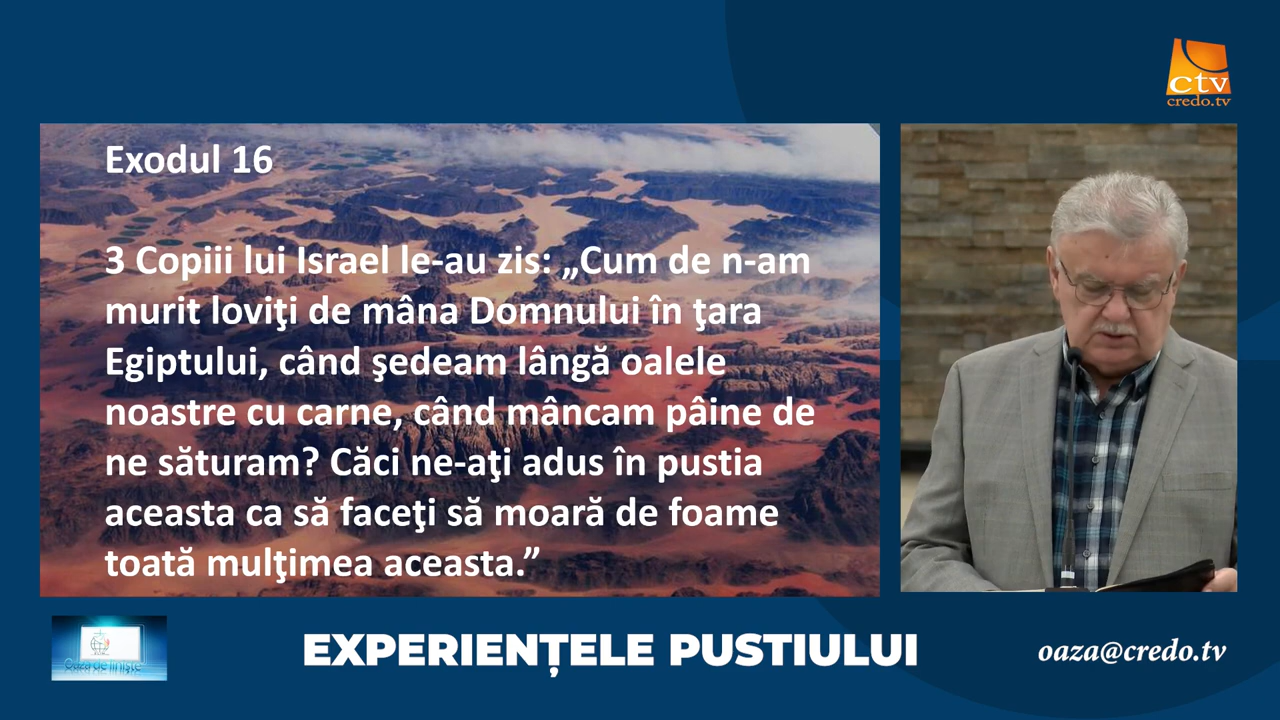 ctv
credo.tv
Exodul 16
3 Copiii lui Israel le-au zis: „Cum de n-am
murit loviţi de mâna Domnului în ţara
Egiptului, când şedeam lângă oalele
noastre cu carne, când mâncam pâine de
ne săturam? Căci ne-aţi adus în pustia
aceasta ca să faceţi să moară de foame
toată mulţimea aceasta.”
Oaza de linişte
EXPERIENȚELE PUSTIULUI
oaza@credo.tv